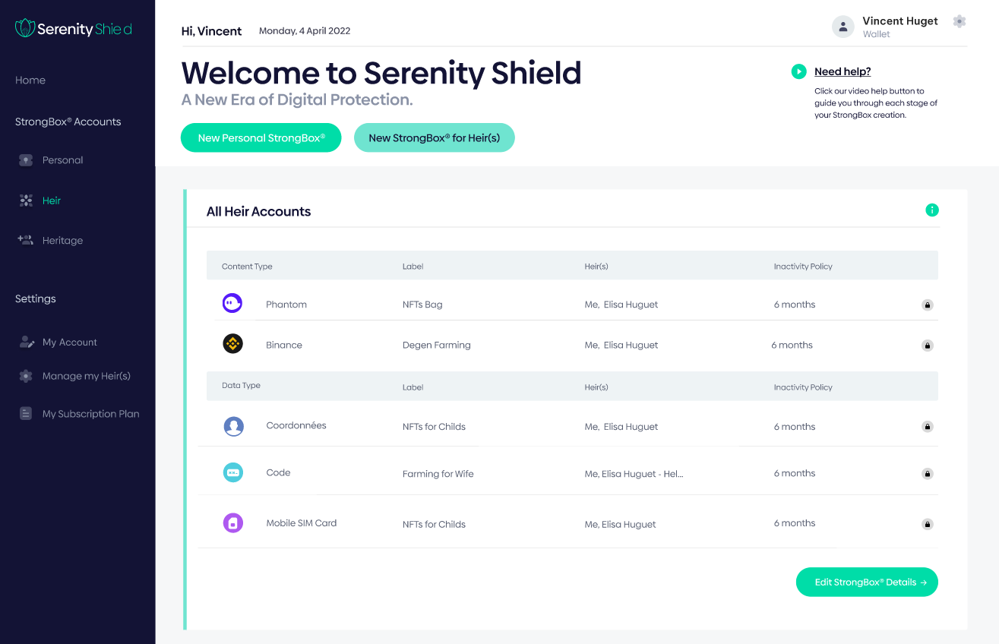 Serenity Shield
Home
StrongBox® Accounts
Personal
Heir
Heritage
Settings
My Account
Manage my Heir(s)
My Subscription Plan
Hi, Vincent
Monday, 4 April 2022
Vincent Huget
Wallet
Welcome to Serenity Shield
A New Era of Digital Protection.
New Personal StrongBox®
New StrongBox® for Heir(s)
Need help?
Click our video help button to
guide you through each stage of
your StrongBox creation.
All Heir Accounts
Content Type Label Heir(s) Inactivity Policy
Phantom NFTs Bag Me, Elisa Huguet 6 months
Binance Degen Farming Me, Elisa Huguet 6 months
Data Type Label Heir(s) Inactivity Policy
Coordonnées NFTs for Childs Me, Elisa Huguet 6 months
Code Farming for Wife Me, Elisa Huguet - Hel... 6 months
Mobile SIM Card NFTs for Childs Me, Elisa Huguet 6 months
Edit StrongBox® Details →